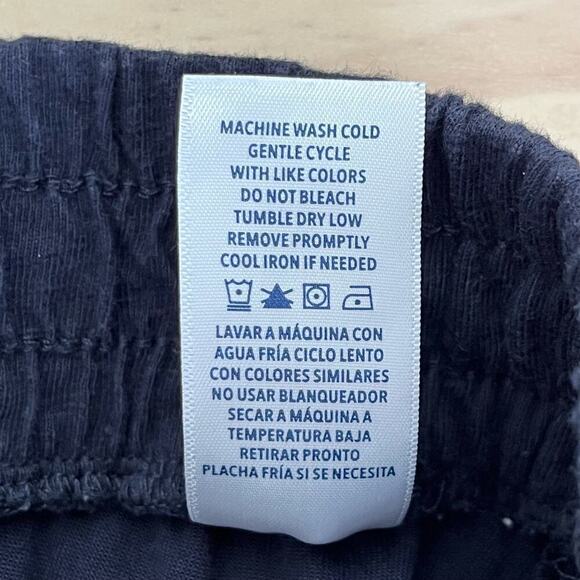 MACHINE WASH COLD
GENTLE CYCLE
WITH LIKE COLORS
DO NOT BLEACH
TUMBLE DRY LOW
REMOVE PROMPTLY
COOL IRON IF NEEDED
LAVAR A MÁQUINA CON
AGUA FRÍA CICLO LENTO
CON COLORES SIMILARES
NO USAR BLANQUEADOR
SECAR A MÁQUINA A
TEMPERATURA BAJA
RETIRAR PRONTO
PLACHA FRÍA SI SE NECESITA